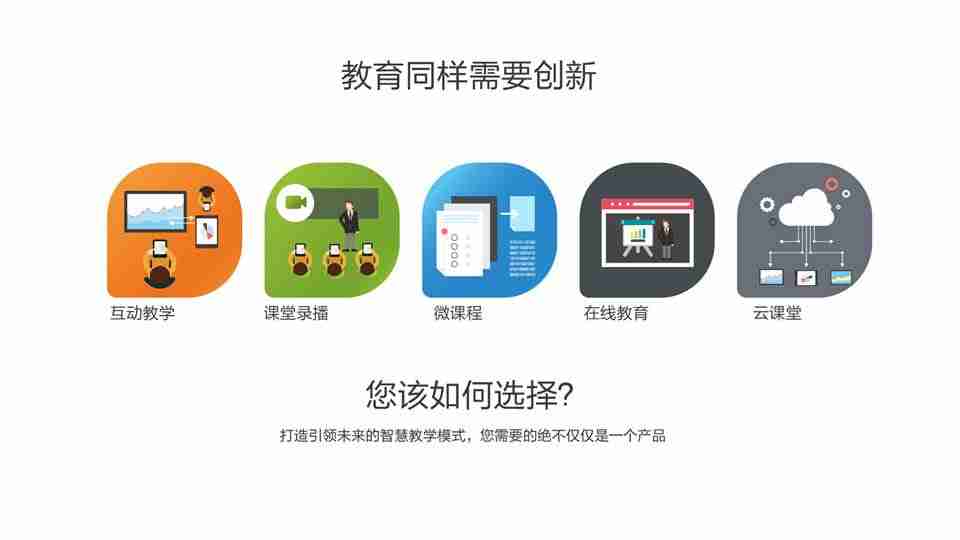 教育同样需要创新
互动教学
课堂录播
微课程
在线教育
云课堂
您该如何选择?
打造引领未来的智慧教学模式，您需要的绝不仅仅是一个产品